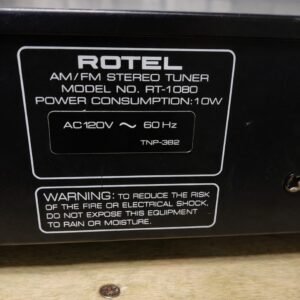 ROTEL
AM/FM STEREO TUNER
MODEL NO. RT-1080
POWER CONSUMPTION:10W
AC120V ～ 60Hz
TNP-382
WARNING: TO REDUCE THE RISK
OF THE FIRE OR ELECTRICAL SHOCK,
DO NOT EXPOSE THIS EQUIPMENT
TO RAIN OR MOISTURE.